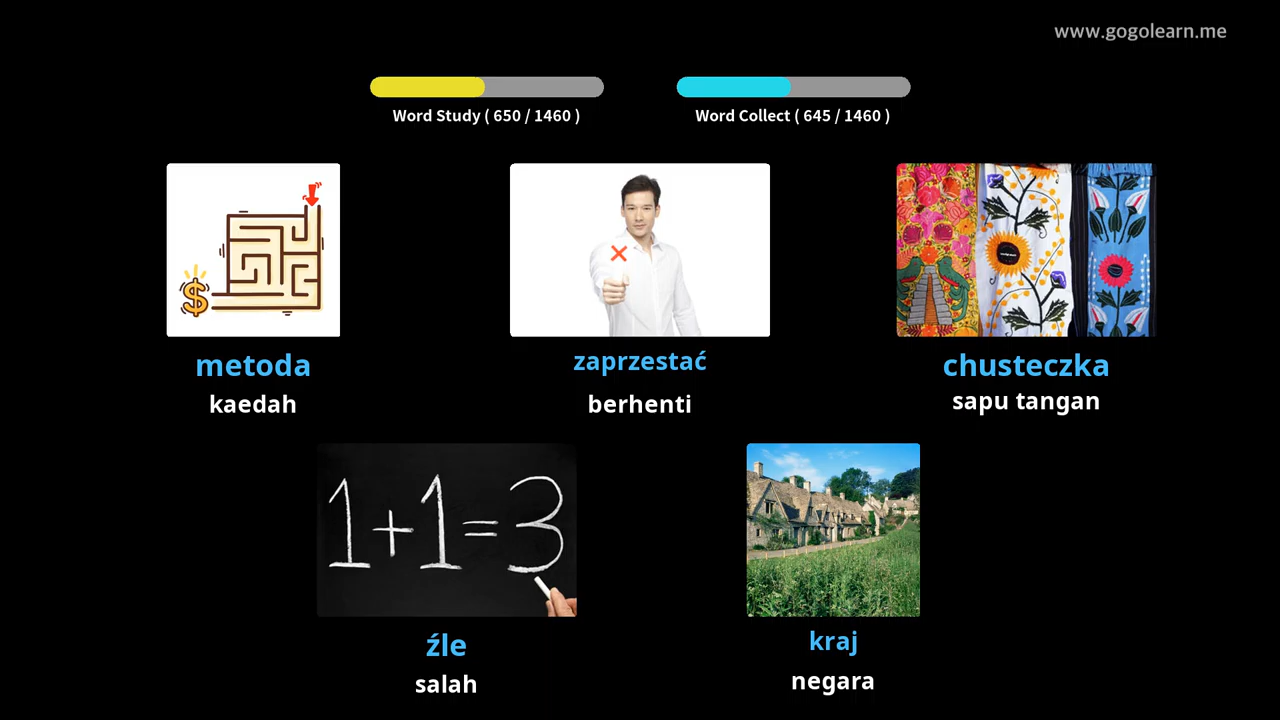 www.gogolearn.me
Word Study ( 650 / 1460 )
Word Collect ( 645 / 1460 )
metoda
kaedah
zaprzestać
berhenti
chusteczka
sapu tangan
1+1=3
źle
salah
kraj
negara